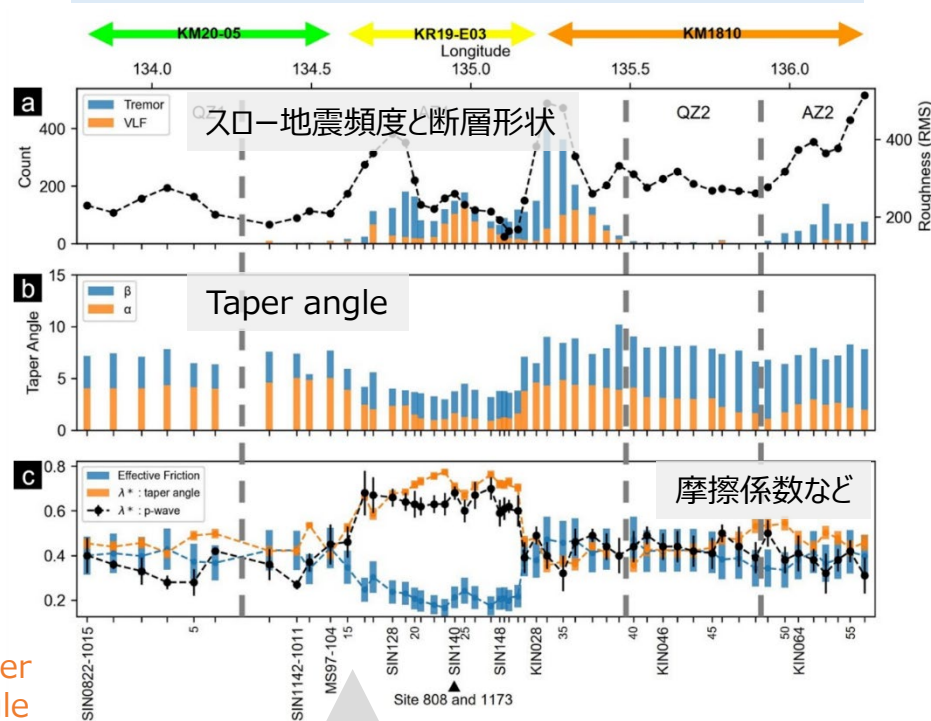 KM20-05
KR19-E03
KM1810
Longitude
134.0 134.5 135.0 135.5 136.0
a
Tremor
VLF
スロー地震頻度と断層形状
QZ2
AZ2
Count
400
200
0
Roughness (RMS)
400
200
b
β
α
Taper angle
Taper Angle
15
10
5
0
c
Effective Friction
λ* : taper angle
λ* : p-wave
摩擦係数など
0.8
0.6
0.4
0.2
SIN0822-1015
5
SIN1142-1011
MS97-104
15
SIN128
20
SIN140
25
SIN148
KIN028
35
40
KIN046
45
50
KIN064
55
Site 808 and 1173
er
le